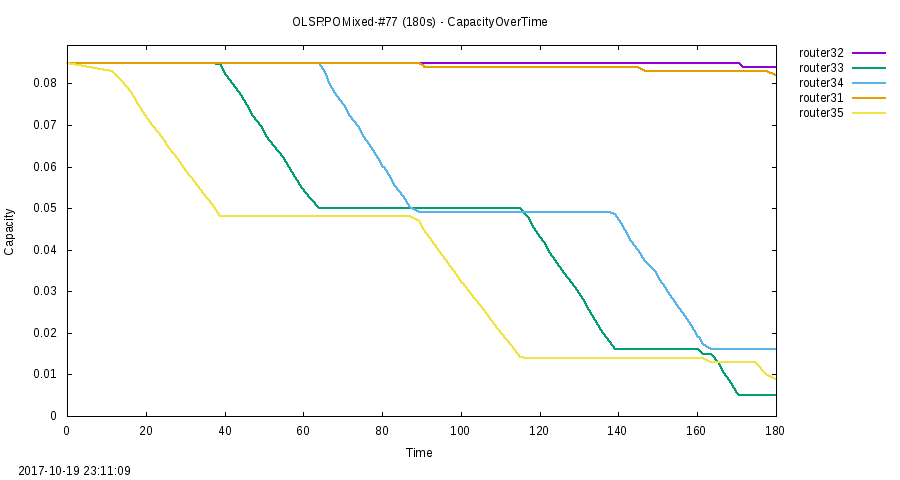 OLSRPOMixed-#77 (180s) - CapacityOverTime
router32
router33
router34
router31
router35
0.08
0.07
0.06
0.05
0.04
0.03
0.02
0.01
0
Capacity
0 20 40 60 80 100 120 140 160 180
Time
2017-10-19 23:11:09